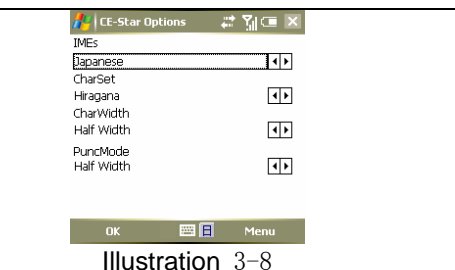 CE-Star Options
IMEs
Japanese
CharSet
Hiragana
CharWidth
Half Width
PuncMode
Half Width
OK
Menu
Illustration 3-8